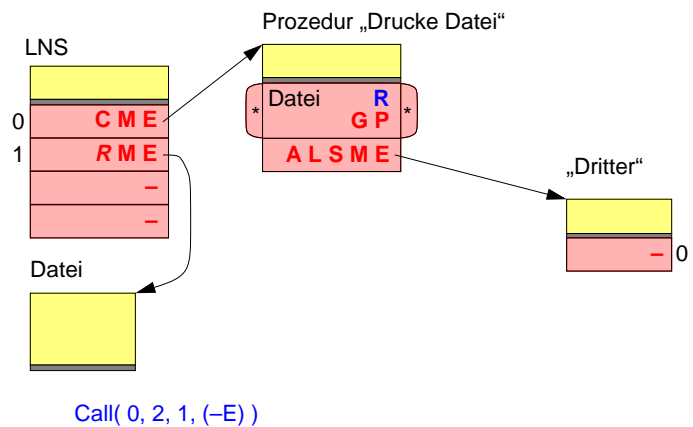 Prozedur „Drucke Datei“
LNS
0 C M E
1 R M E
–
–
* Datei R *
G P
A L S M E
„Dritter“
– 0
Datei
Call( 0, 2, 1, (–E) )